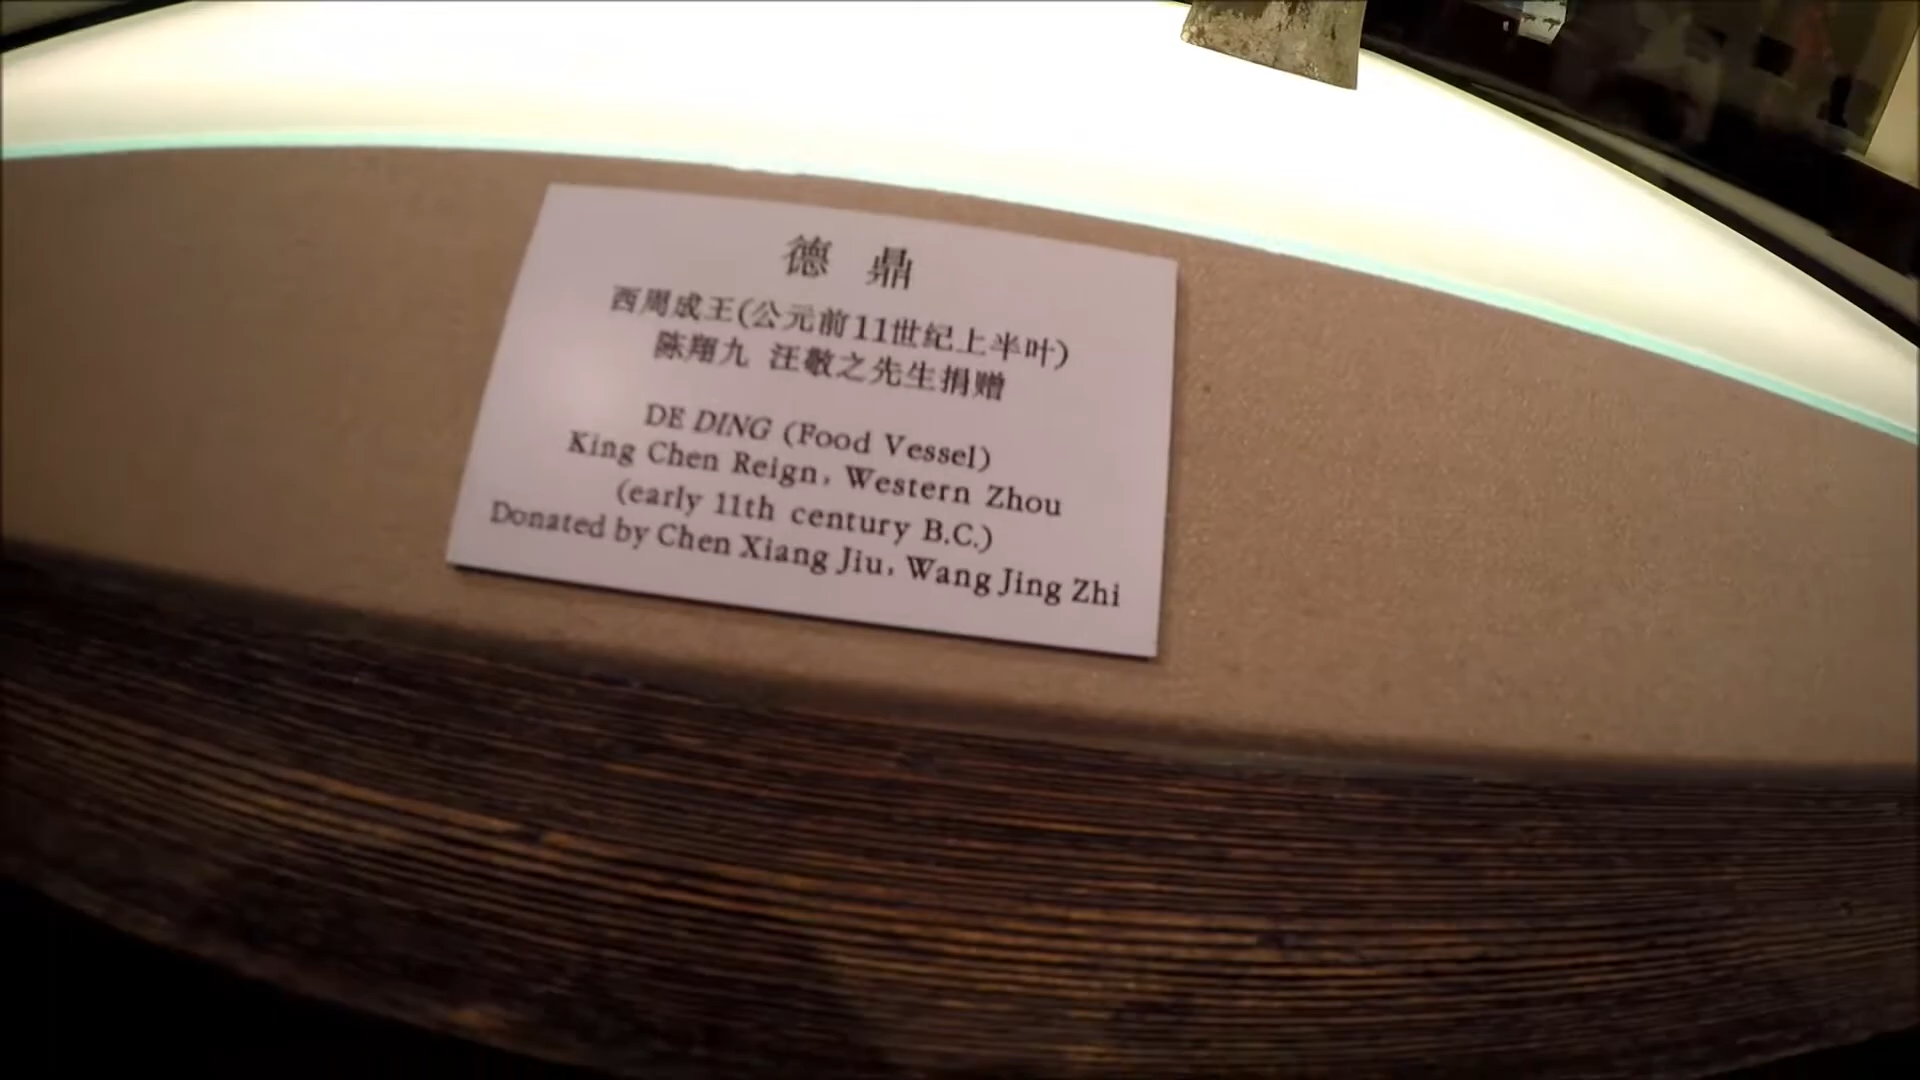 德 鼎
西周成王(公元前11世纪上半叶)
陈翔九 汪敬之先生捐赠
DE DING (Food Vessel)
King Chen Reign, Western Zhou
(early 11th century B.C.)
Donated by Chen Xiang Jiu, Wang Jing Zhi